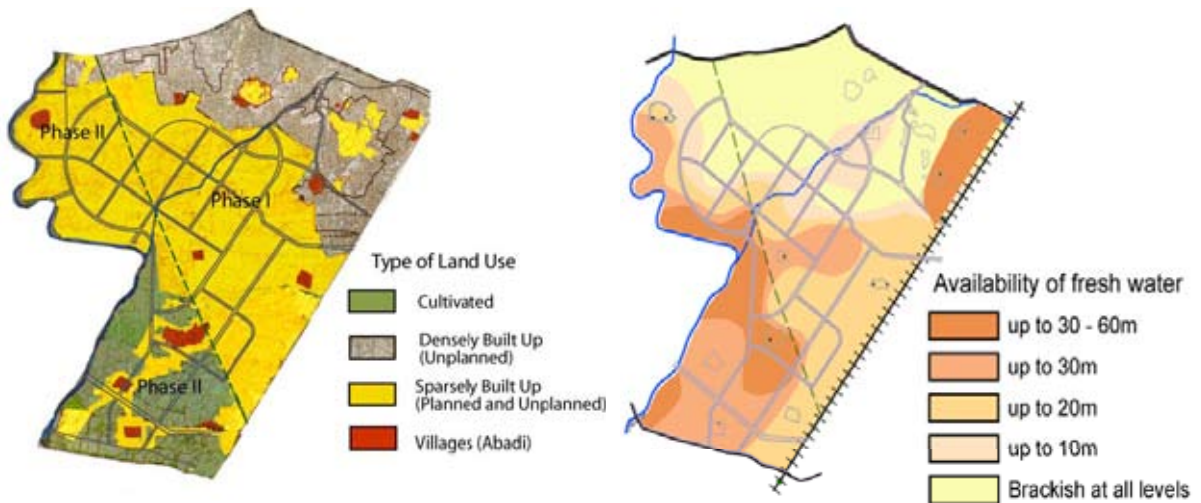 Phase II
Phase I
Phase II
Type of Land Use
Cultivated
Densely Built Up
(Unplanned)
Sparsely Built Up
(Planned and Unplanned)
Villages (Abadi)
Availability of fresh water
up to 30 - 60m
up to 30m
up to 20m
up to 10m
Brackish at all levels